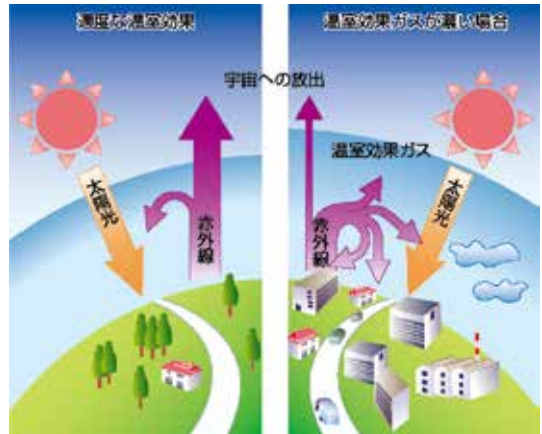 適度な温室効果
温室効果ガスが濃い場合
宇宙への放出
温室効果ガス
太陽光
赤外線
赤外線
太陽光